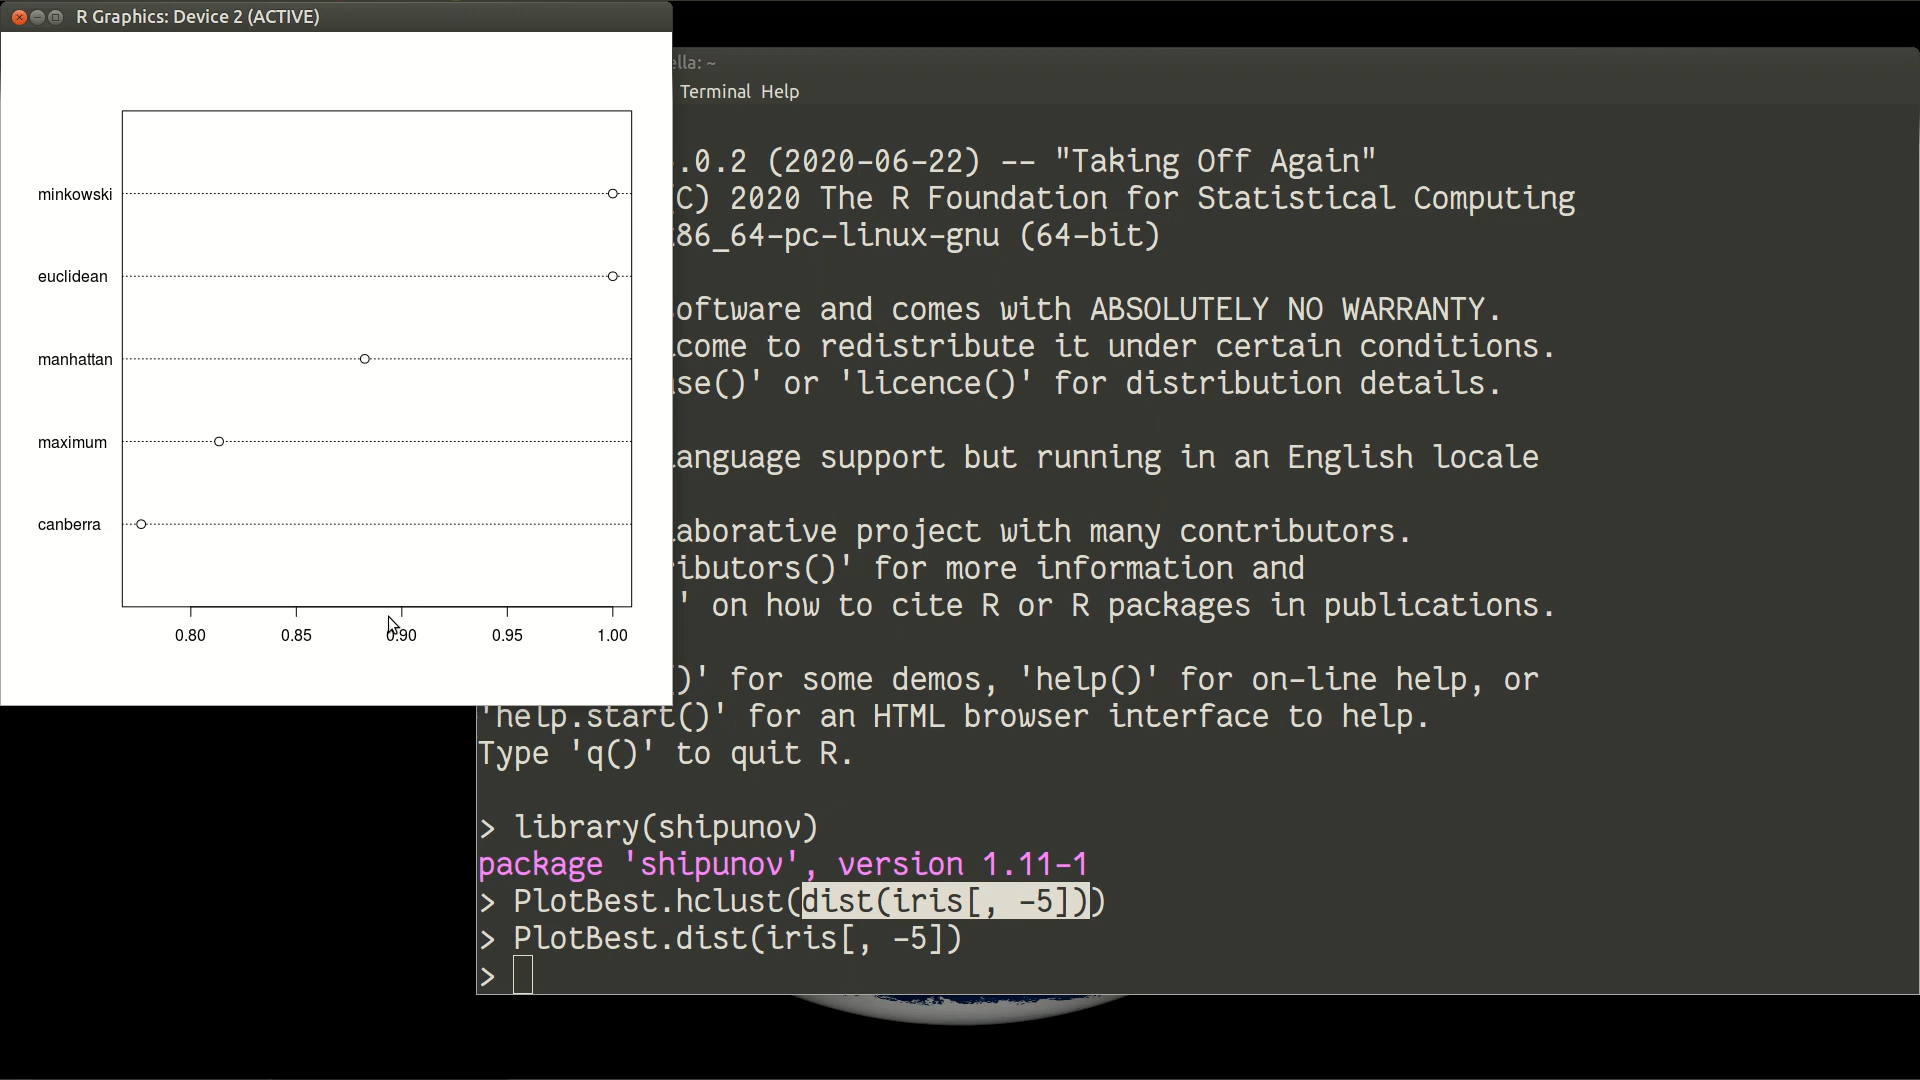 R Graphics: Device 2 (ACTIVE)
minkowski
euclidean
manhattan
maximum
canberra
0.80 0.85 0.90 0.95 1.00
ella: ~
Terminal Help
.0.2 (2020-06-22) -- "Taking Off Again"
(C) 2020 The R Foundation for Statistical Computing
86_64-pc-linux-gnu (64-bit)
oftware and comes with ABSOLUTELY NO WARRANTY.
come to redistribute it under certain conditions.
se()' or 'licence()' for distribution details.
anguage support but running in an English locale
aborative project with many contributors.
ributors()' for more information and
' on how to cite R or R packages in publications.
)' for some demos, 'help()' for on-line help, or
'help.start()' for an HTML browser interface to help.
Type 'q()' to quit R.
> library(shipunov)
package 'shipunov', version 1.11-1
> PlotBest.hclust(dist(iris[, -5]))
> PlotBest.dist(iris[, -5])
>